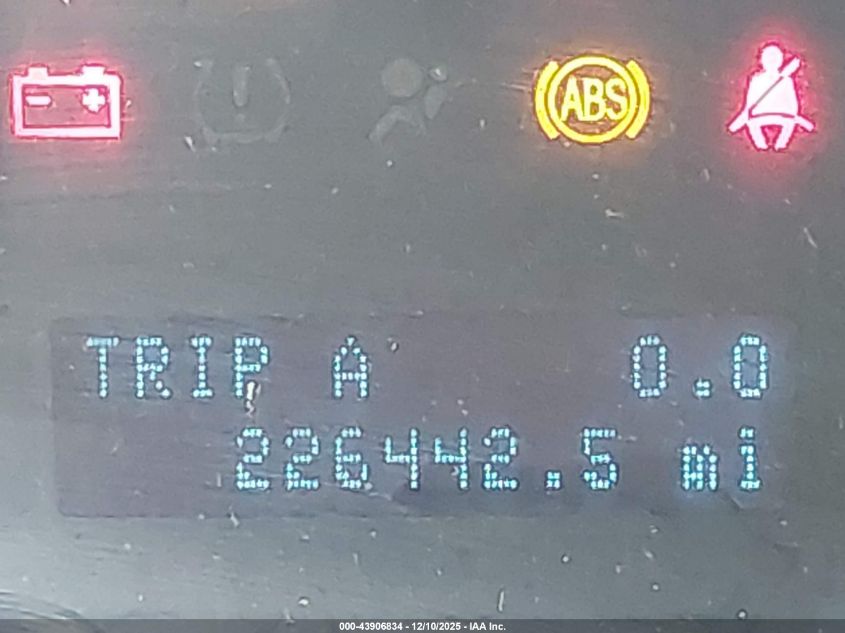 ABS
TRIP A 0.0
226442.5 mi
000-43906834 - 12/10/2025 - IAA Inc.